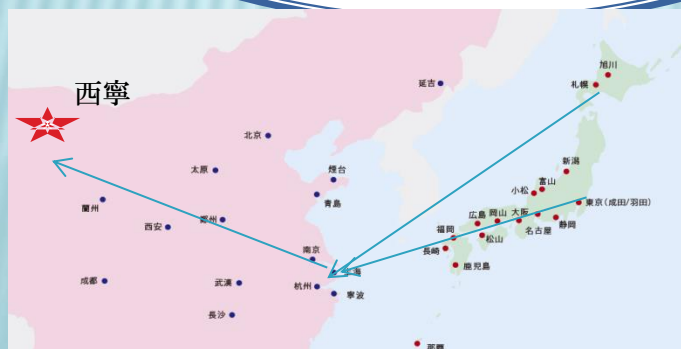 西寧
旭川
札幌
延吉
北京
新潟
太原
煙台
富山
小松
青島
東京(成田/羽田)
蘭州
広島
岡山
大阪
西安
鄭州
静岡
名古屋
福岡
松山
長崎
南京
上海
鹿児島
成都
武漢
杭州
寧波
長沙